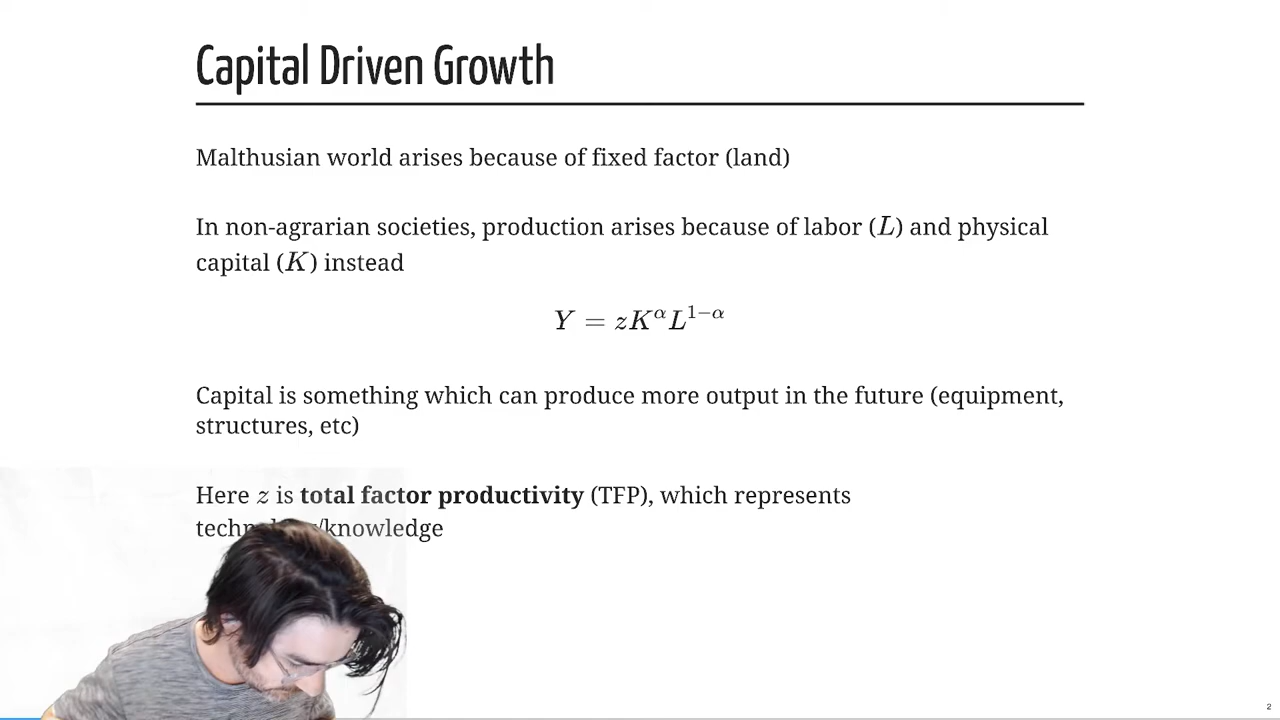 Capital Driven Growth
Malthusian world arises because of fixed factor (land)
In non-agrarian societies, production arises because of labor (L) and physical
capital (K) instead
Y = zK^α L^{1−α}
Capital is something which can produce more output in the future (equipment,
structures, etc)
Here z is total factor productivity (TFP), which represents
/knowledge
2